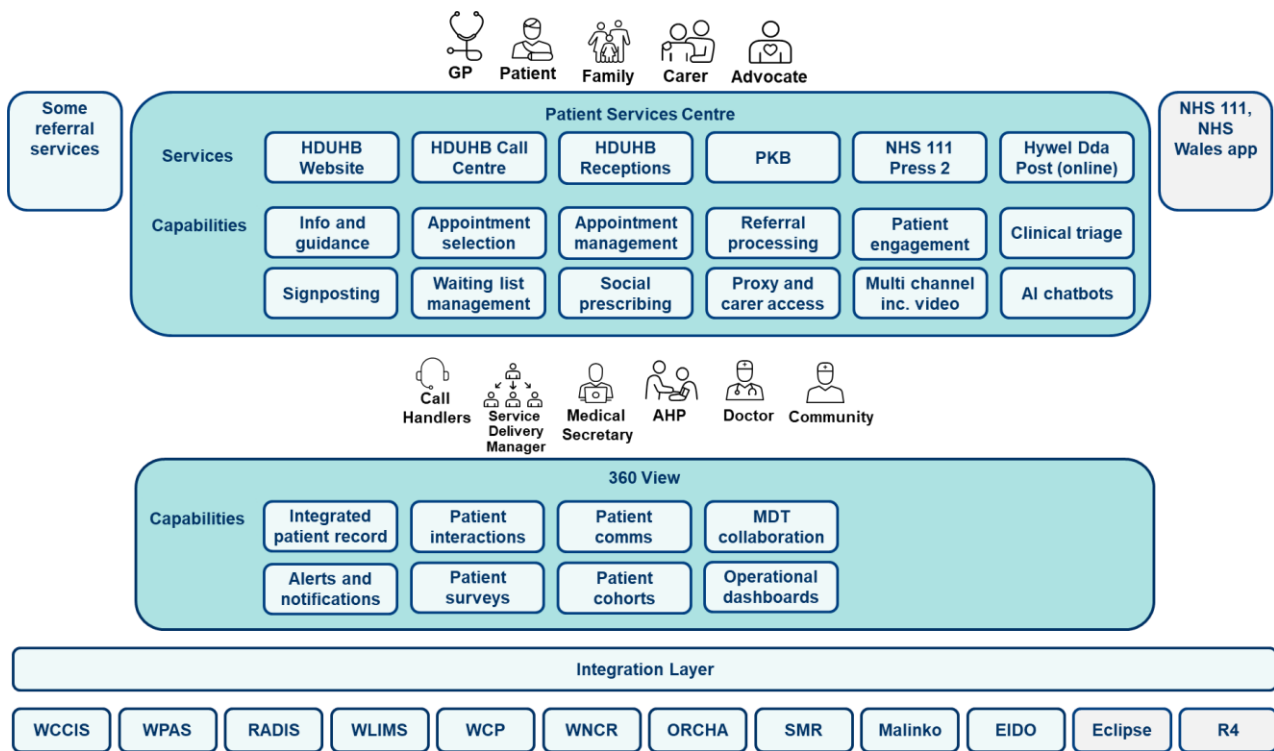 GP
Patient
Family
Carer
Advocate
Some
referral
services
Patient Services Centre
NHS 111,
NHS
Wales app
Services
HDUHB
Website
HDUHB Call
Centre
HDUHB
Receptions
PKB
NHS 111
Press 2
Hywel Dda
Post (online)
Capabilities
Info and
guidance
Appointment
selection
Appointment
management
Referral
processing
Patient
engagement
Clinical triage
Signposting
Waiting list
management
Social
prescribing
Proxy and
carer access
Multi channel
inc. video
AI chatbots
Call
Handlers
Service
Delivery
Manager
Medical
Secretary
AHP
Doctor
Community
360 View
Capabilities
Integrated
patient record
Patient
interactions
Patient
comms
MDT
collaboration
Alerts and
notifications
Patient
surveys
Patient
cohorts
Operational
dashboards
Integration Layer
WCCIS
WPAS
RADIS
WLIMS
WCP
WNCR
ORCHA
SMR
Malinko
EIDO
Eclipse
R4